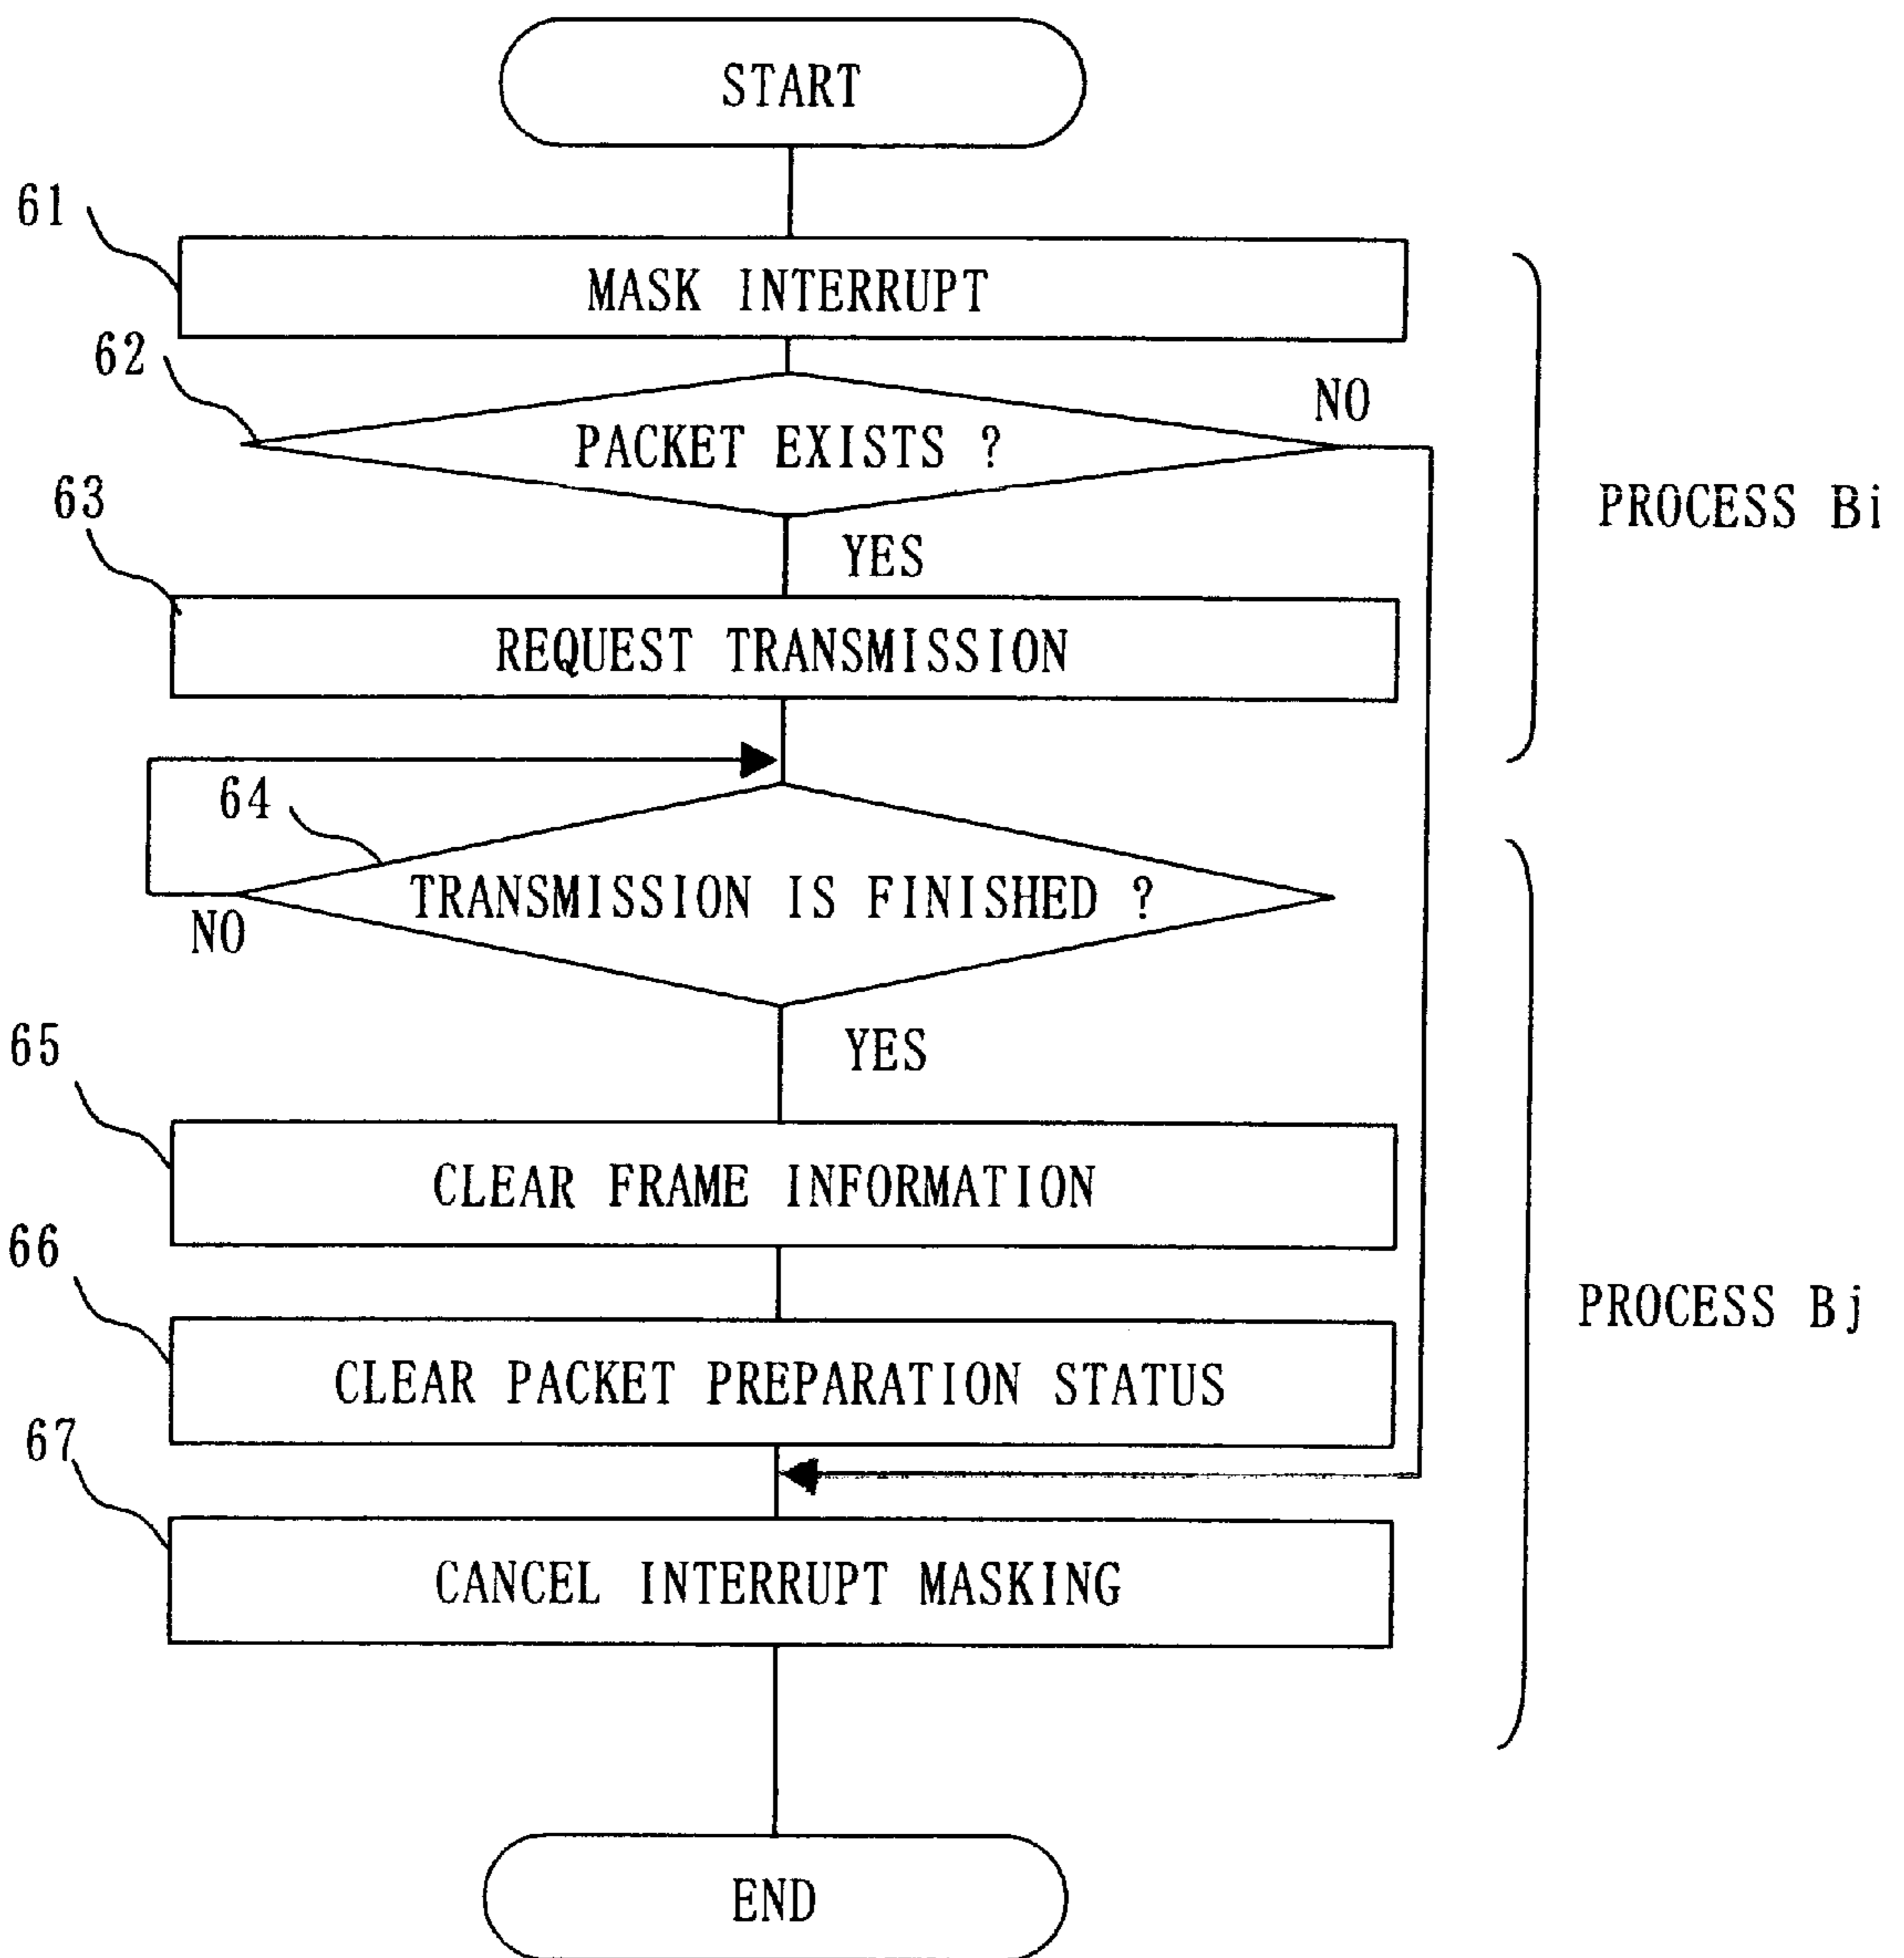 START
61
MASK INTERRUPT
62
NO
PACKET EXISTS ?
63
PROCESS Bi
YES
REQUEST TRANSMISSION
64
TRANSMISSION IS FINISHED ?
NO
65
YES
CLEAR FRAME INFORMATION
66
PROCESS Bj
CLEAR PACKET PREPARATION STATUS
67
CANCEL INTERRUPT MASKING
END